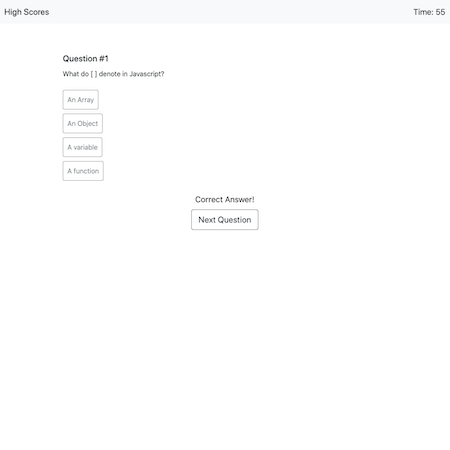 High Scores
Time: 55
Question #1
What do [ ] denote in Javascript?
An Array
An Object
A variable
A function
Correct Answer!
Next Question